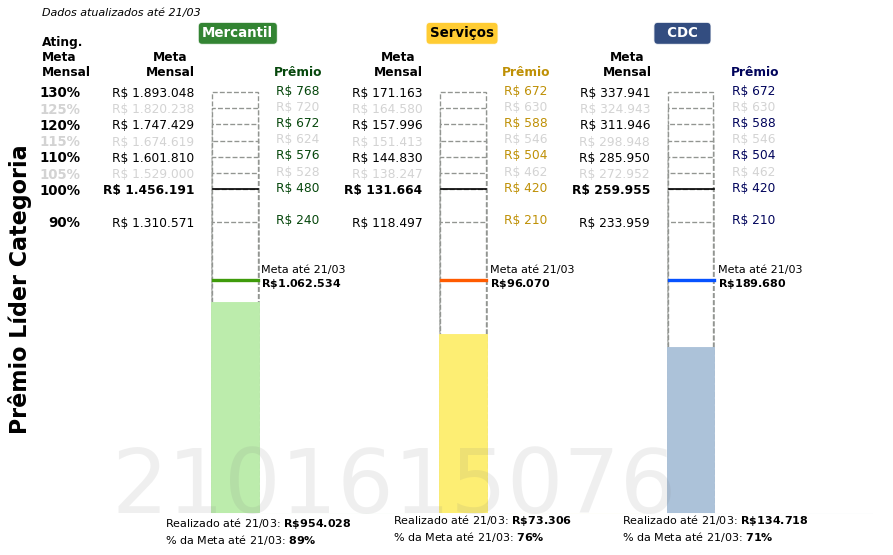 Dados atualizados até 21/03
Mercantil Serviços CDC
Ating. Meta Mensal Meta Mensal Prêmio Meta Mensal Prêmio Meta Mensal Prêmio
130% R$ 1.893.048 R$ 768 R$ 171.163 R$ 672 R$ 337.941 R$ 672
125% R$ 1.820.238 R$ 720 R$ 164.580 R$ 630 R$ 324.943 R$ 630
120% R$ 1.747.429 R$ 672 R$ 157.996 R$ 588 R$ 311.946 R$ 588
115% R$ 1.674.619 R$ 624 R$ 151.413 R$ 546 R$ 298.948 R$ 546
110% R$ 1.601.810 R$ 576 R$ 144.830 R$ 504 R$ 285.950 R$ 504
105% R$ 1.529.000 R$ 528 R$ 138.247 R$ 462 R$ 272.952 R$ 462
100% R$ 1.456.191 R$ 480 R$ 131.664 R$ 420 R$ 259.955 R$ 420
90% R$ 1.310.571 R$ 240 R$ 118.497 R$ 210 R$ 233.959 R$ 210
Meta até 21/03 Meta até 21/03 Meta até 21/03
R$1.062.534 R$96.070 R$189.680
Prêmio Líder Categoria
2101615076
Realizado até 21/03: R$954.028 Realizado até 21/03: R$73.306 Realizado até 21/03: R$134.718
% da Meta até 21/03: 89% % da Meta até 21/03: 76% % da Meta até 21/03: 71%